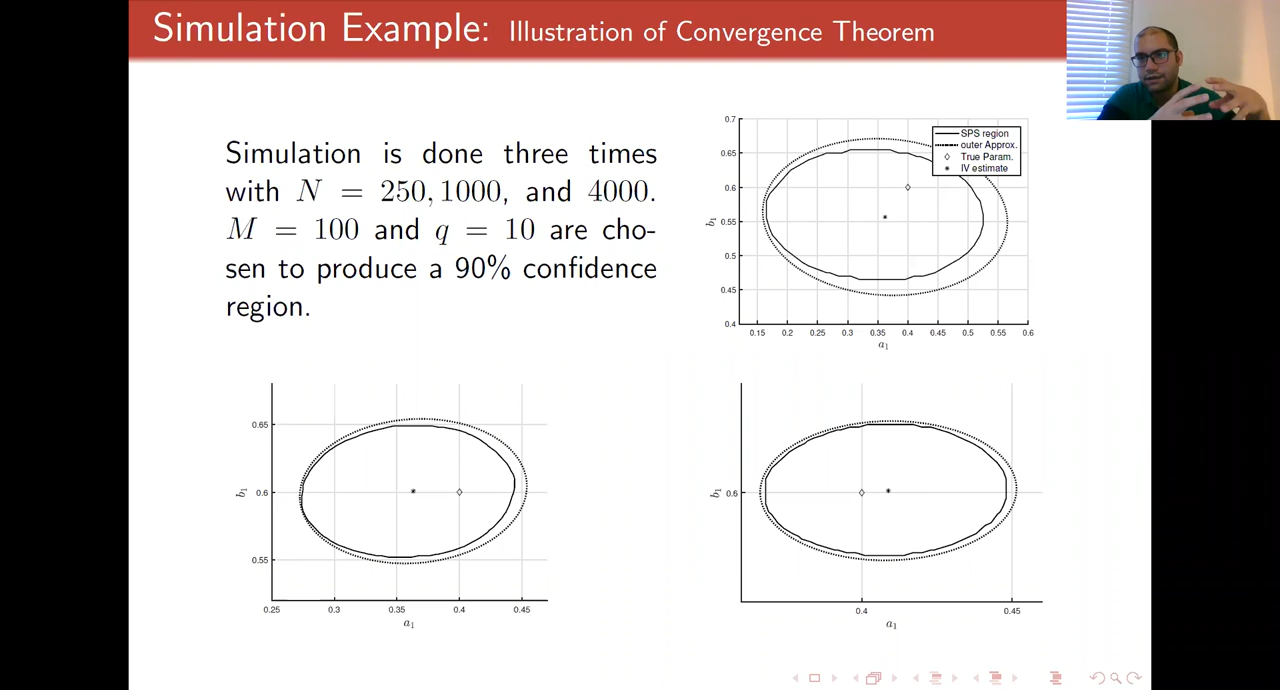 Simulation Example: Illustration of Convergence Theorem
Simulation is done three times
with N = 250, 1000, and 4000.
M = 100 and q = 10 are cho-
sen to produce a 90% confidence
region.
0.7
0.65
0.6
0.55
0.5
0.45
0.4
b₁
SPS region
outer Approx.
True Param.
IV estimate
0.15 0.2 0.25 0.3 0.35 0.4 0.45 0.5 0.55 0.6
a₁
0.65
0.6
0.55
b₁
0.25 0.3 0.35 0.4 0.45
a₁
0.6
b₁
0.4 0.45
a₁